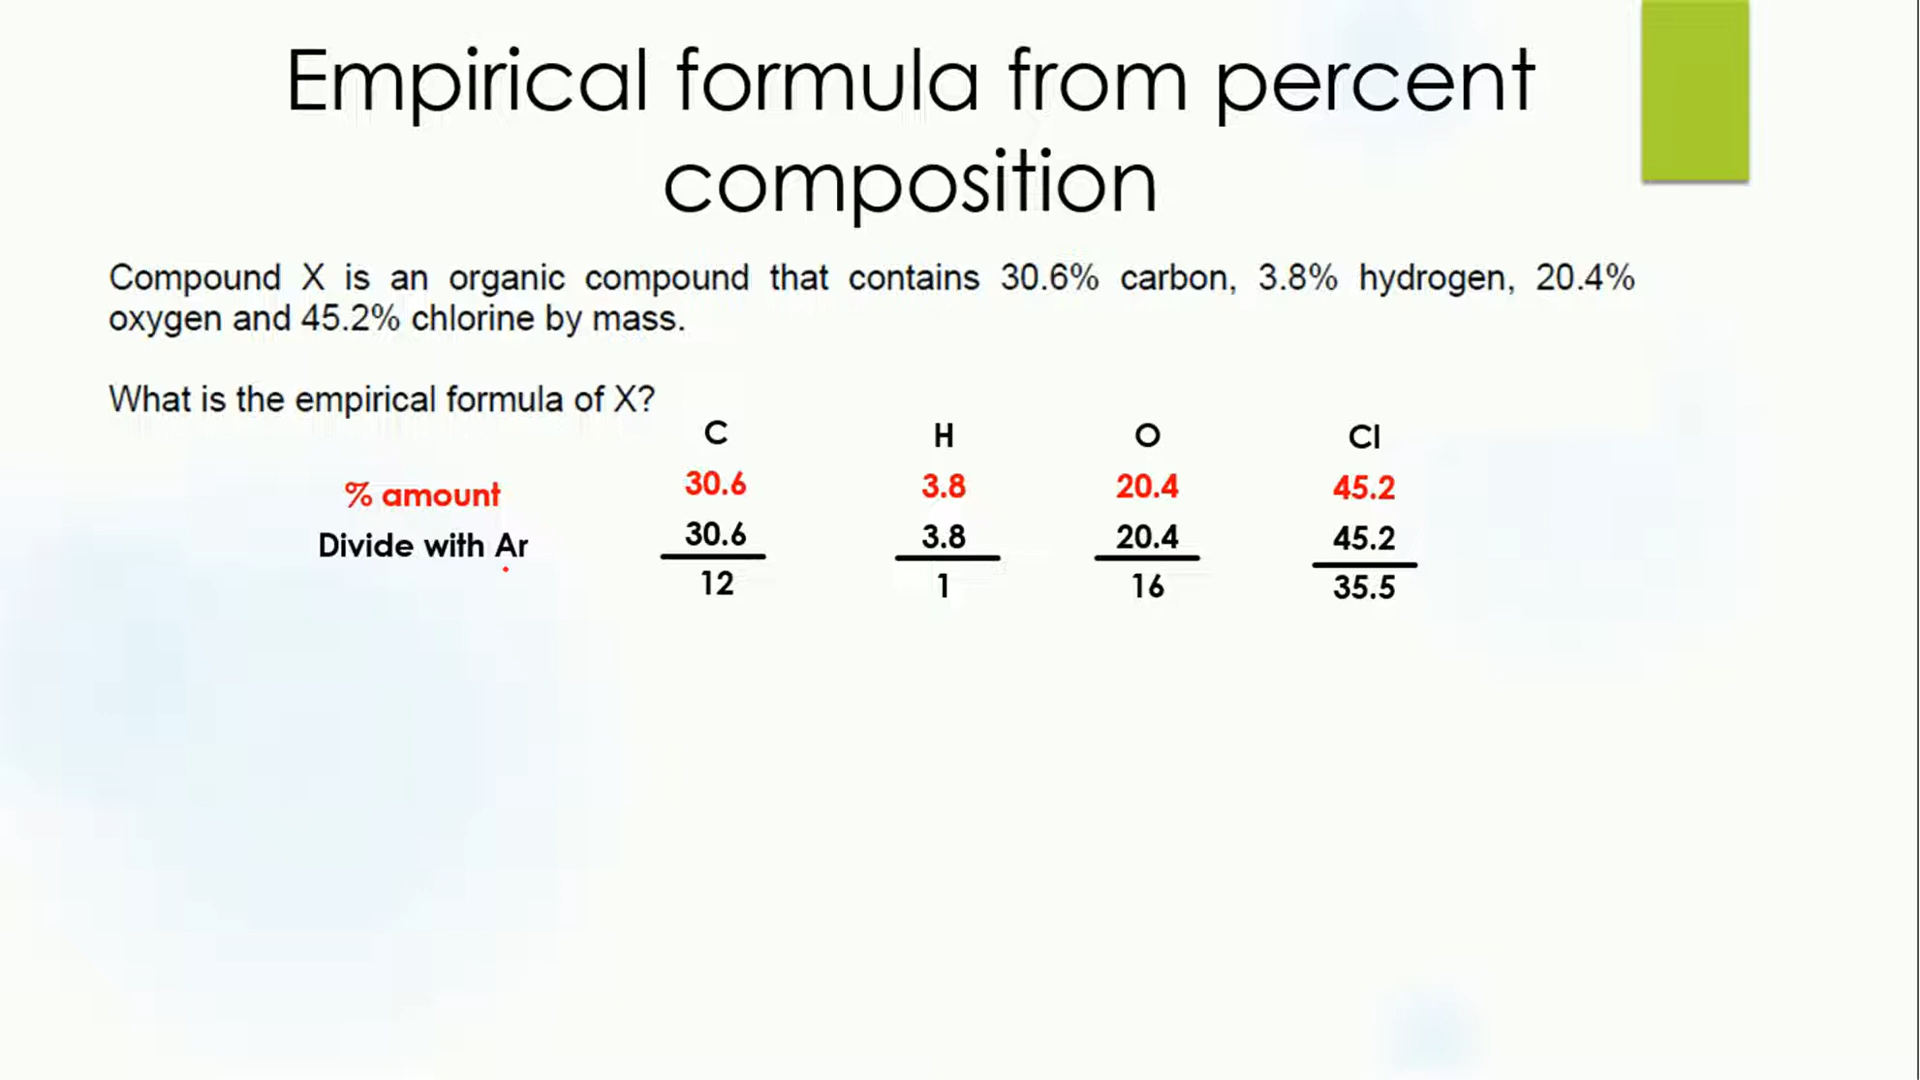 Empirical formula from percent
composition
Compound X is an organic compound that contains 30.6% carbon, 3.8% hydrogen, 20.4%
oxygen and 45.2% chlorine by mass.
What is the empirical formula of X?
C H O Cl
% amount 30.6 3.8 20.4 45.2
Divide with Ar 30.6 3.8 20.4 45.2
12 1 16 35.5